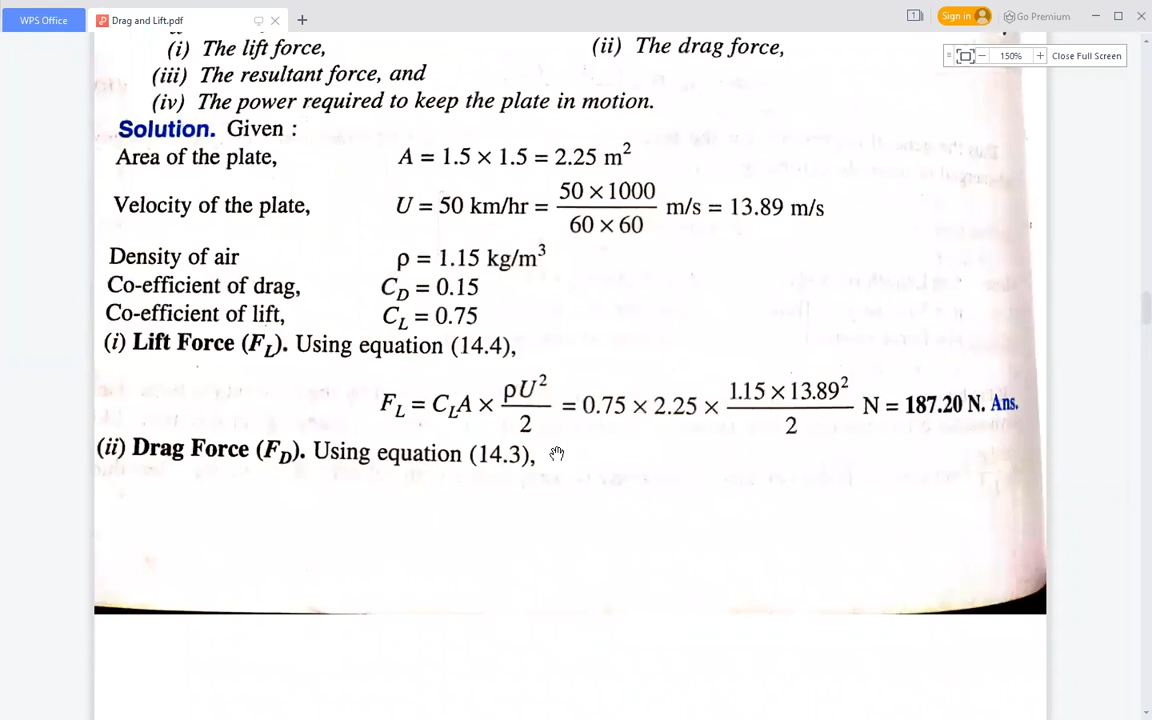 WPS Office
Drag and Lift.pdf
1
Sign in
Go Premium
150%
Close Full Screen
(i) The lift force, (ii) The drag force,
(iii) The resultant force, and
(iv) The power required to keep the plate in motion.
Solution. Given :
Area of the plate, A = 1.5 × 1.5 = 2.25 m²
Velocity of the plate, U = 50 km/hr = (50 × 1000)/(60 × 60) m/s = 13.89 m/s
Density of air ρ = 1.15 kg/m³
Co-efficient of drag, C_D = 0.15
Co-efficient of lift, C_L = 0.75
(i) Lift Force (F_L). Using equation (14.4),
F_L = C_L A × ρU²/2 = 0.75 × 2.25 × (1.15 × 13.89²)/2 N = 187.20 N. Ans.
(ii) Drag Force (F_D). Using equation (14.3),